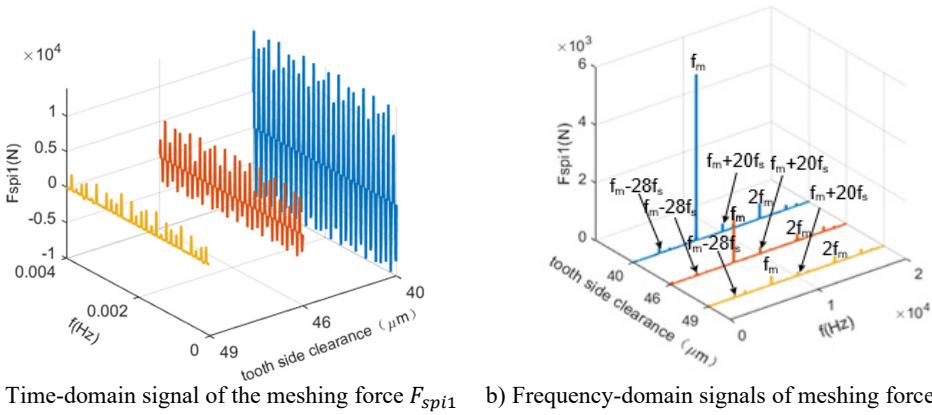 ×10⁴
1
0.5
0
-0.5
-1
Fspi1(N)
0.004
0.002
0
f(Hz)
49
46
40
tooth side clearance（μm）
×10³
6
4
2
0
Fspi1(N)
fₘ
fₘ+20fₛ
fₘ+20fₛ
fₘ-28fₛ
2fₘ
fₘ+20fₛ
fₘ-28fₛ
fₘ
fₘ-28fₛ
2fₘ
fₘ
2fₘ
40
46
49
tooth side clearance（μm）
0
1
2
×10⁴
f(Hz)
Time-domain signal of the meshing force 𝐹𝑠𝑝𝑖1
b) Frequency-domain signals of meshing force